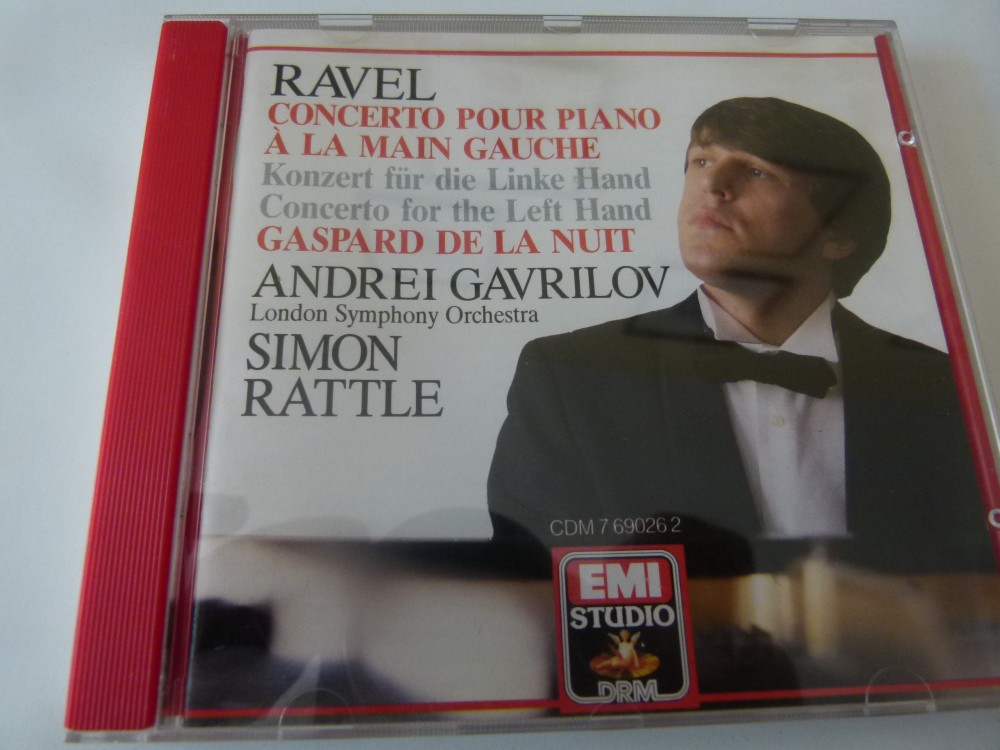 RAVEL
CONCERTO POUR PIANO
À LA MAIN GAUCHE
Konzert für die Linke Hand
Concerto for the Left Hand
GASPARD DE LA NUIT
ANDREI GAVRILOV
London Symphony Orchestra
SIMON
RATTLE
CDM 7 69026 2
EMI
STUDIO
DRM